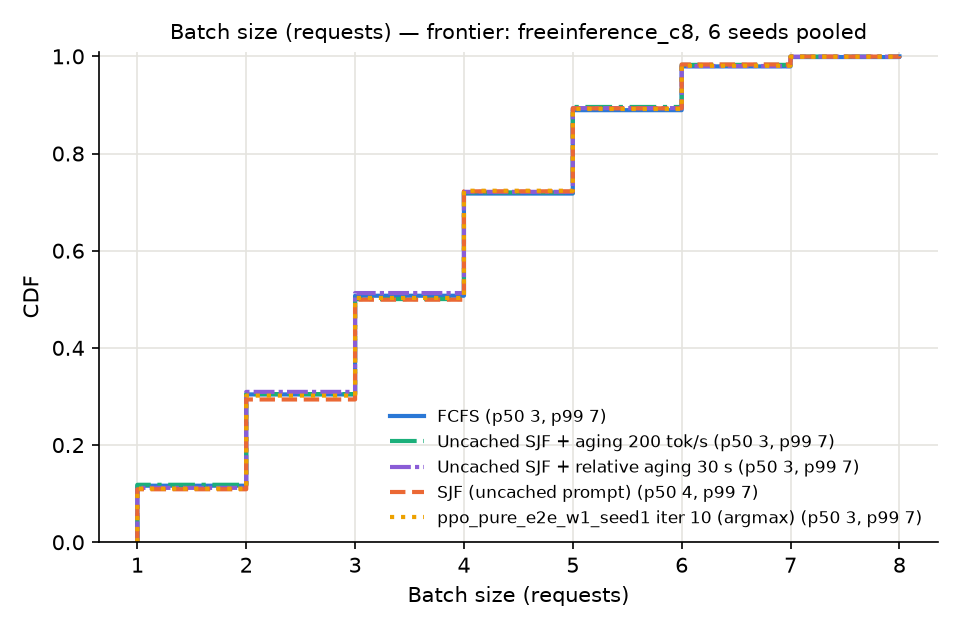 Batch size (requests) — frontier: freeinference_c8, 6 seeds pooled
1.0
0.8
0.6
0.4
0.2
0.0
CDF
FCFS (p50 3, p99 7)
Uncached SJF + aging 200 tok/s (p50 3, p99 7)
Uncached SJF + relative aging 30 s (p50 3, p99 7)
SJF (uncached prompt) (p50 4, p99 7)
ppo_pure_e2e_w1_seed1 iter 10 (argmax) (p50 3, p99 7)
1 2 3 4 5 6 7 8
Batch size (requests)